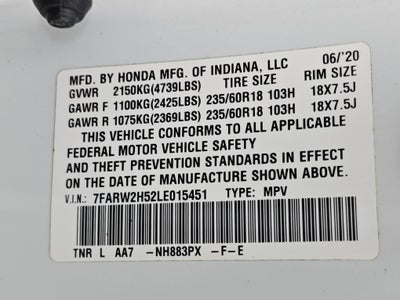 MFD. BY HONDA MFG. OF INDIANA, LLC 06/'20
GVWR 2150KG(4739LBS) TIRE SIZE RIM SIZE
GAWR F 1100KG(2425LBS) 235/60R18 103H 18X7.5J
GAWR R 1075KG(2369LBS) 235/60R18 103H 18X7.5J
THIS VEHICLE CONFORMS TO ALL APPLICABLE
FEDERAL MOTOR VEHICLE SAFETY
AND THEFT PREVENTION STANDARDS IN EFFECT
ON THE DATE OF MANUFACTURE SHOWN ABOVE.
V.I.N.: 7FARW2H52LE015451 TYPE: MPV
TNR L AA7 -NH883PX -F-E